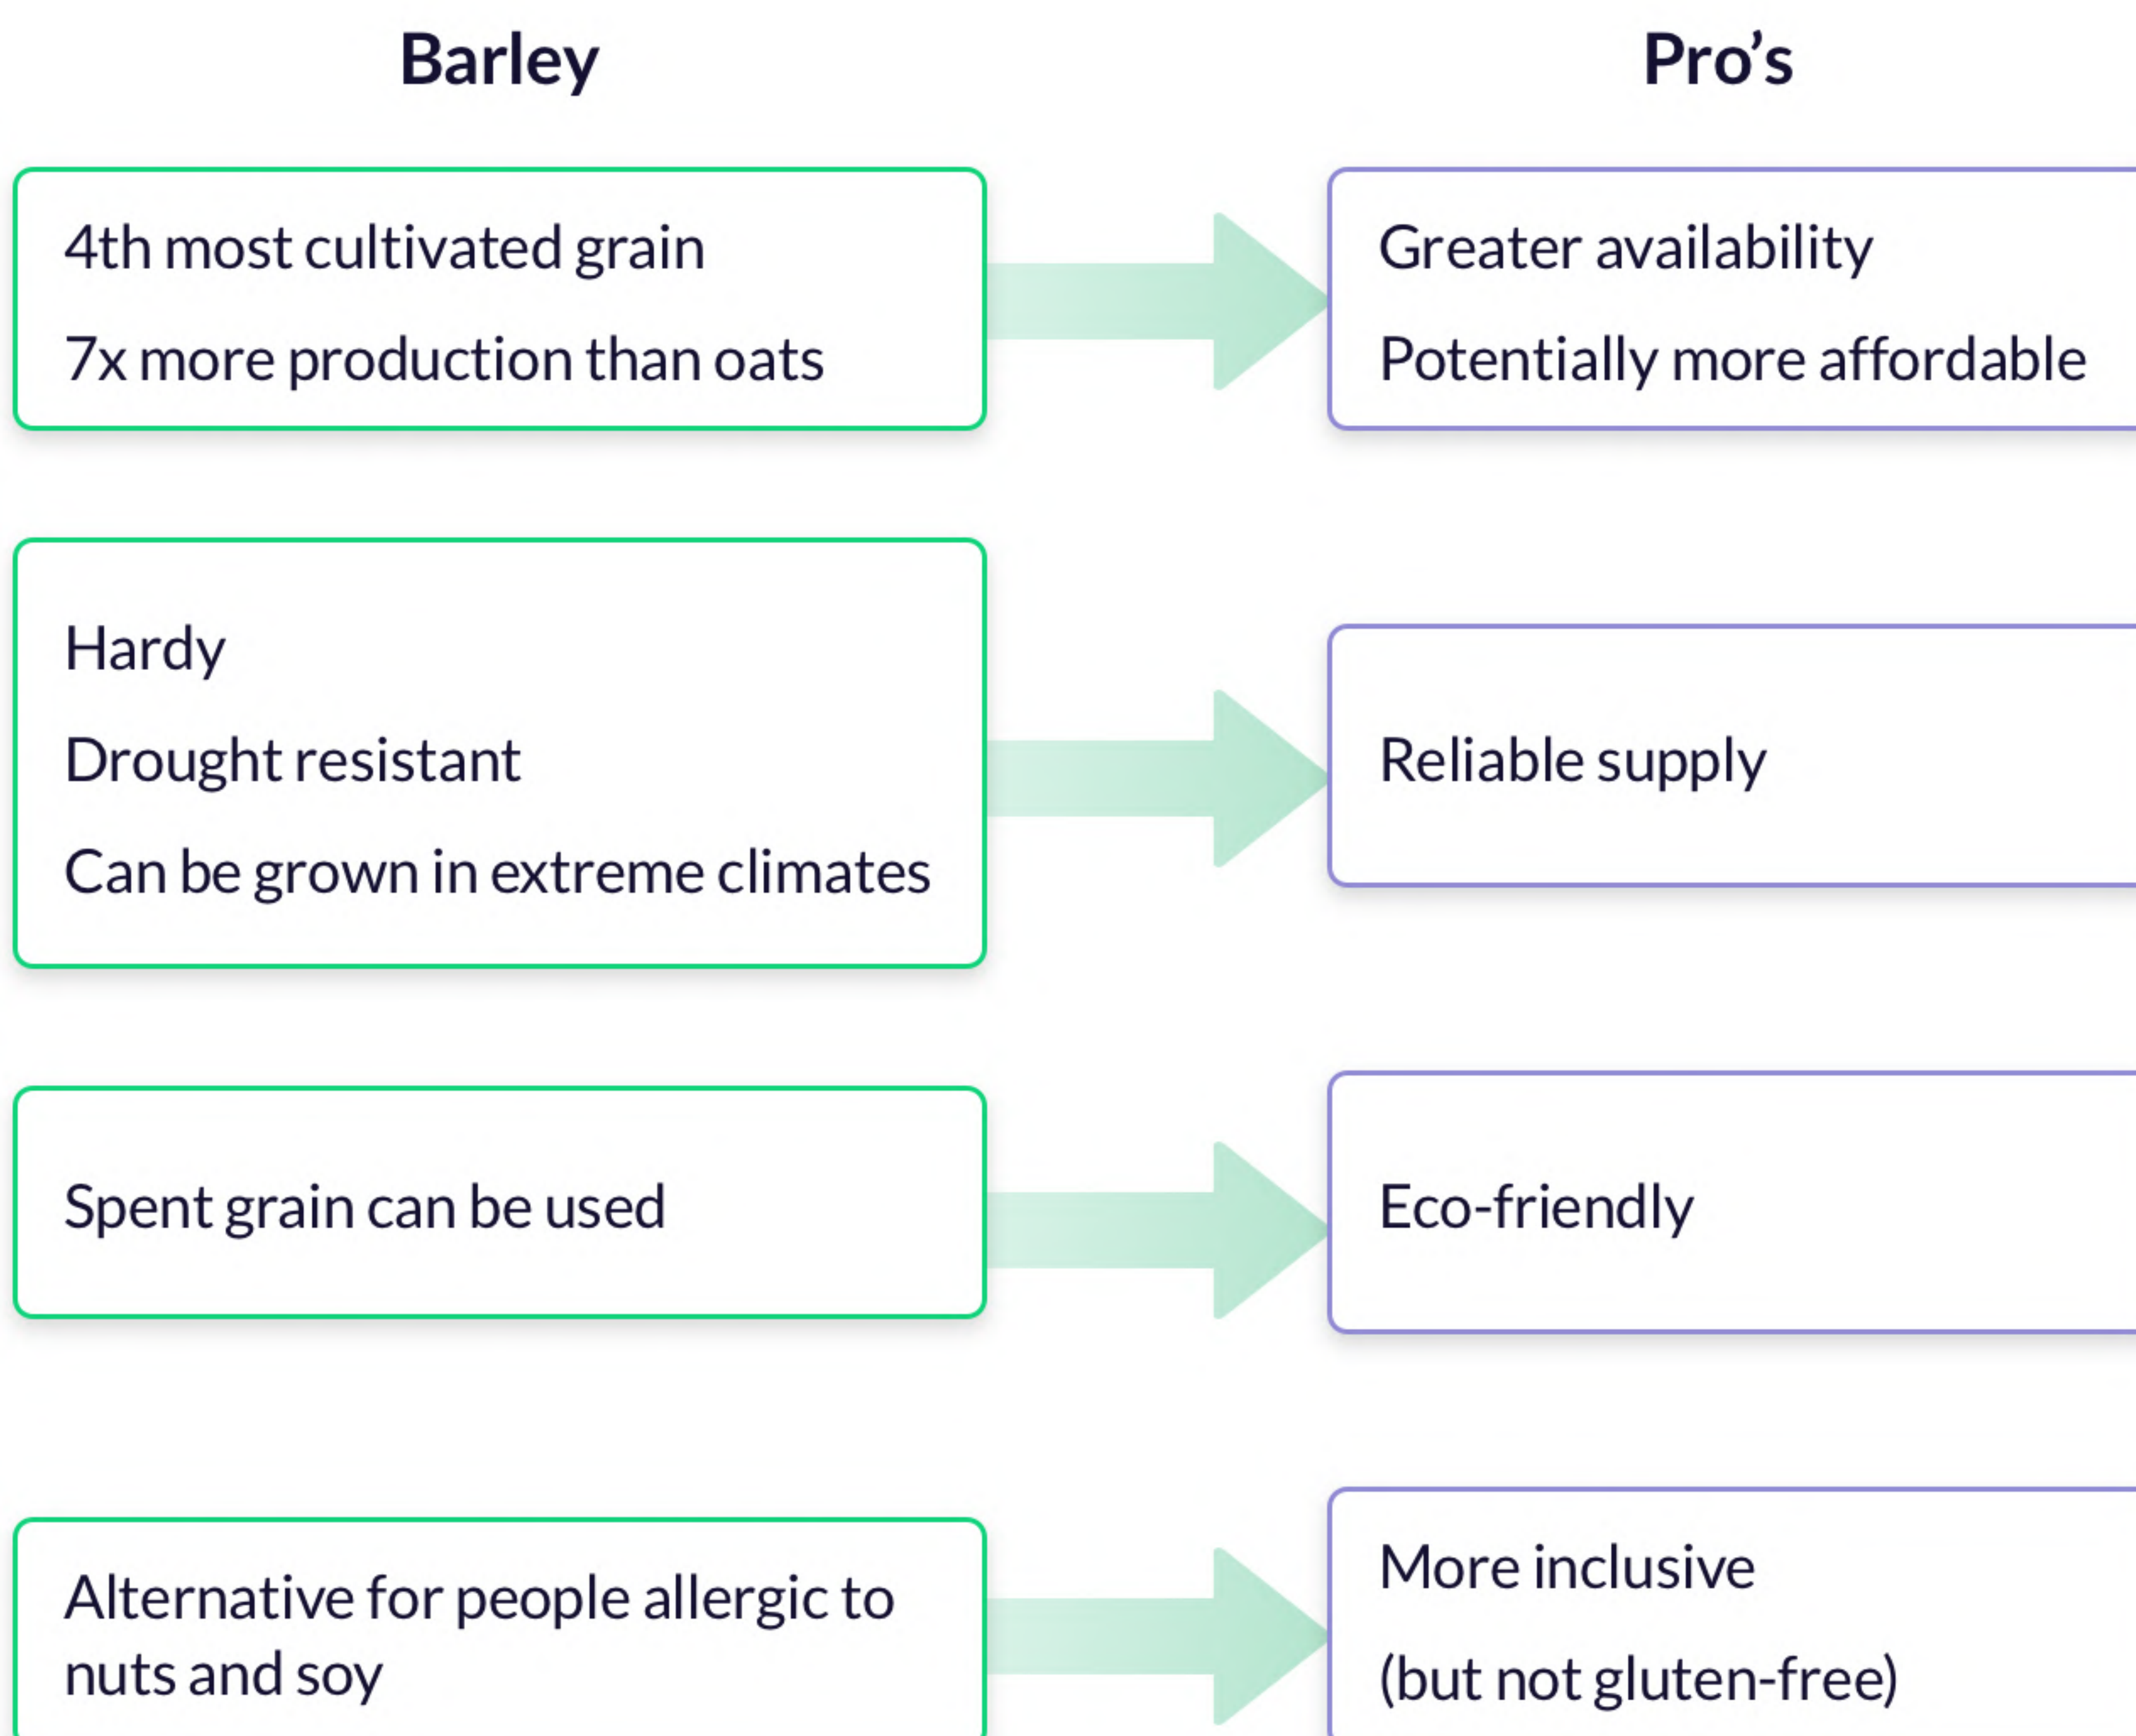 Barley
Pro’s
4th most cultivated grain
7x more production than oats
Greater availability
Potentially more affordable
Hardy
Drought resistant
Can be grown in extreme climates
Reliable supply
Spent grain can be used
Eco-friendly
Alternative for people allergic to
nuts and soy
More inclusive
(but not gluten-free)